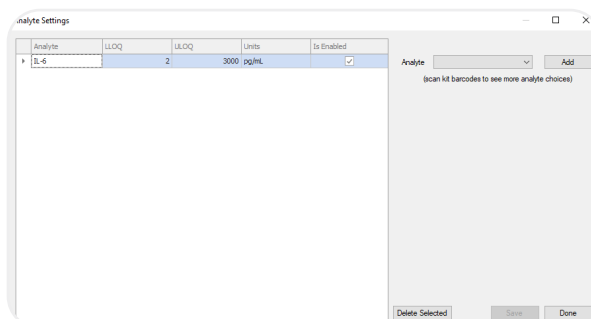 Analyte Settings
Analyte LLOQ ULOQ Units Is Enabled
IL-6 2 3000 pg/mL
Analyte Add
(scan kit barcodes to see more analyte choices)
Delete Selected Save Done